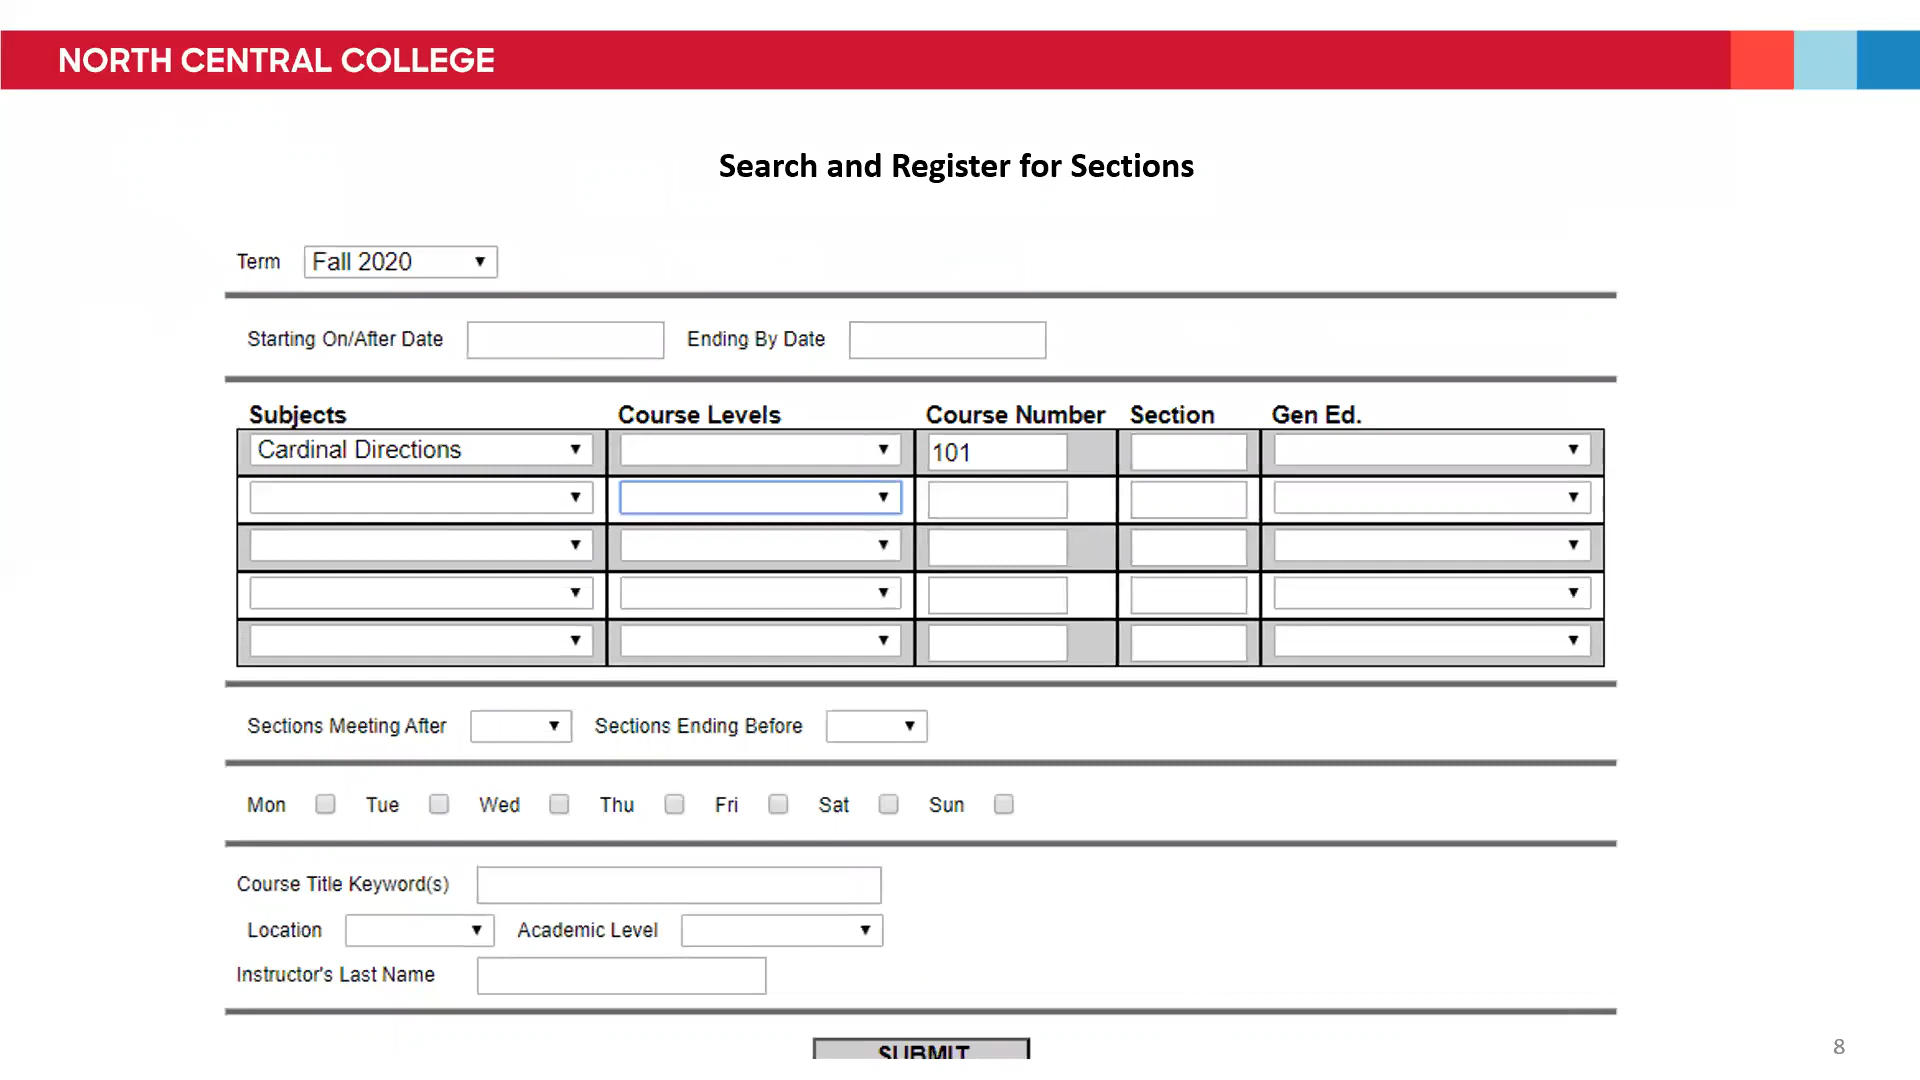 NORTH CENTRAL COLLEGE
Search and Register for Sections
Term Fall 2020
Starting On/After Date Ending By Date
Subjects Course Levels Course Number Section Gen Ed.
Cardinal Directions 101
Sections Meeting After Sections Ending Before
Mon Tue Wed Thu Fri Sat Sun
Course Title Keyword(s)
Location Academic Level
Instructor's Last Name
SUBMIT
8